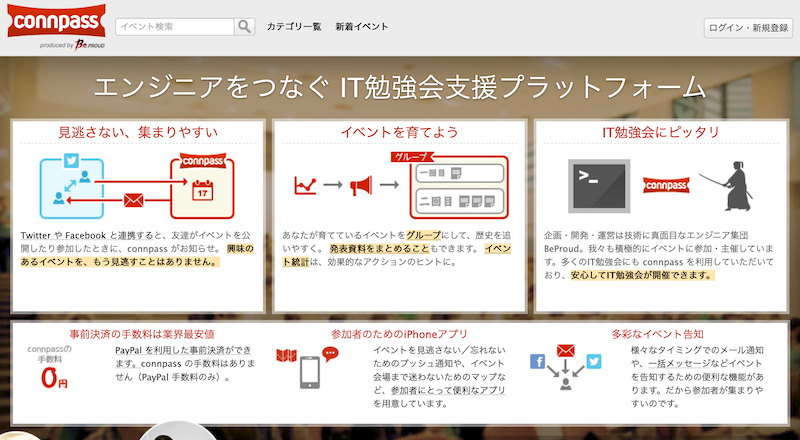 connpass
produced by BePROUD
イベント検索
カテゴリ一覧
新着イベント
ログイン・新規登録
エンジニアをつなぐ IT勉強会支援プラットフォーム
見逃さない、集まりやすい
connpass
17
Twitter や Facebook と連携すると、友達がイベントを公
開したり参加したときに、connpass がお知らせ。 興味の
あるイベントを、もう見逃すことはありません。
イベントを育てよう
グループ
一回目
二回目
あなたが育てているイベントをグループにして、歴史を追
いやすく。 発表資料をまとめることもできます。 イベン
ト統計は、効果的なアクションのヒントに。
IT勉強会にピッタリ
>_
connpass
企画・開発・運営は技術に真面目なエンジニア集団
BeProud。我々も積極的にイベントに参加・主催していま
す。多くのIT勉強会にも connpass を利用していただいて
おり、安心してIT勉強会が開催できます。
事前決済の手数料は業界最安値
connpassの
手数料
0円
PayPal を利用した事前決済ができ
ます。connpass の手数料はありま
せん（PayPal 手数料のみ）。
参加者のためのiPhoneアプリ
イベントを見逃さない／忘れない
ためのプッシュ通知や、イベント
会場まで迷わないためのマップな
ど、参加者にとって便利なアプリ
を用意しています。
多彩なイベント告知
f
様々なタイミングでのメール通知
や、一括メッセージなどイベント
を告知するための便利な機能があ
ります。だから参加者が集まりや
すいのです。